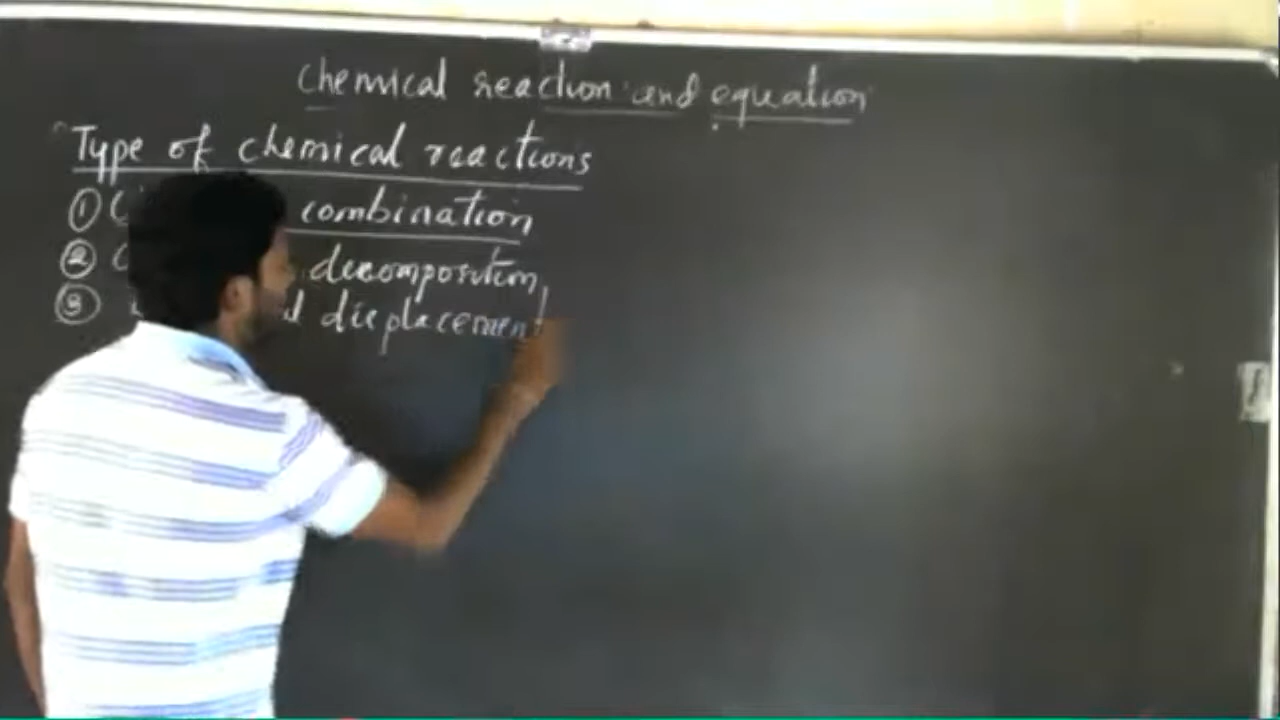 Chemical reaction and equation
Type of chemical reactions
① combination
② decomposition
③ displacement